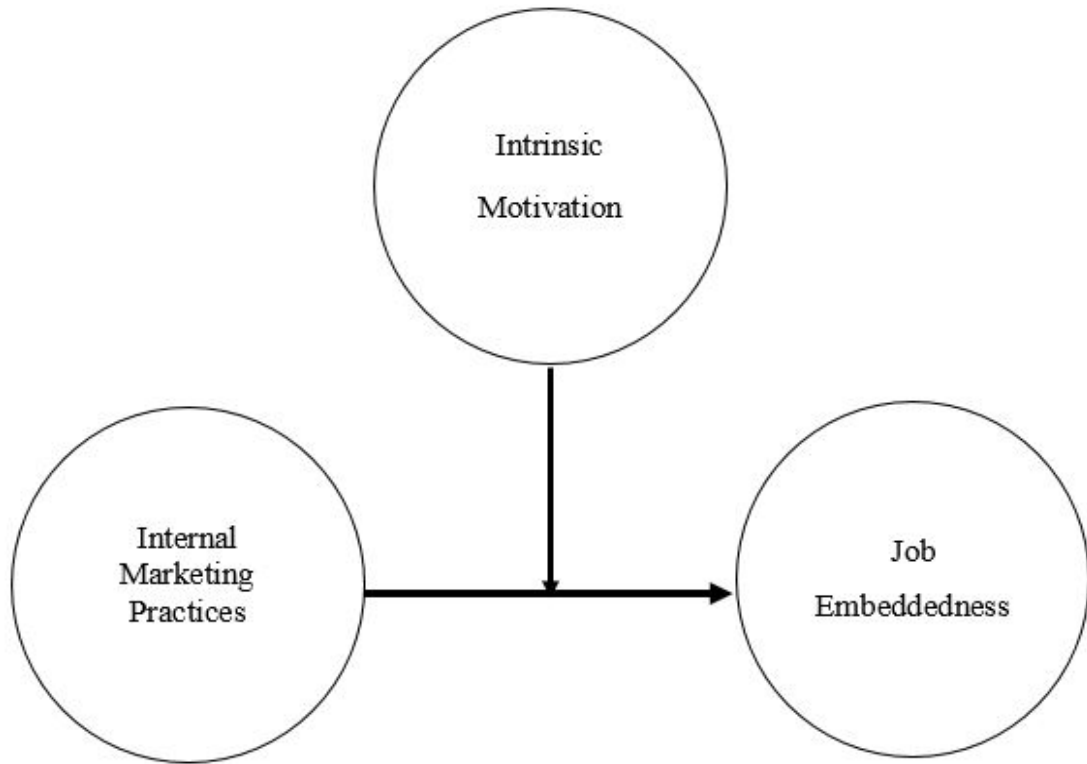 Intrinsic
Motivation
Internal
Marketing
Practices
Job
Embeddedness